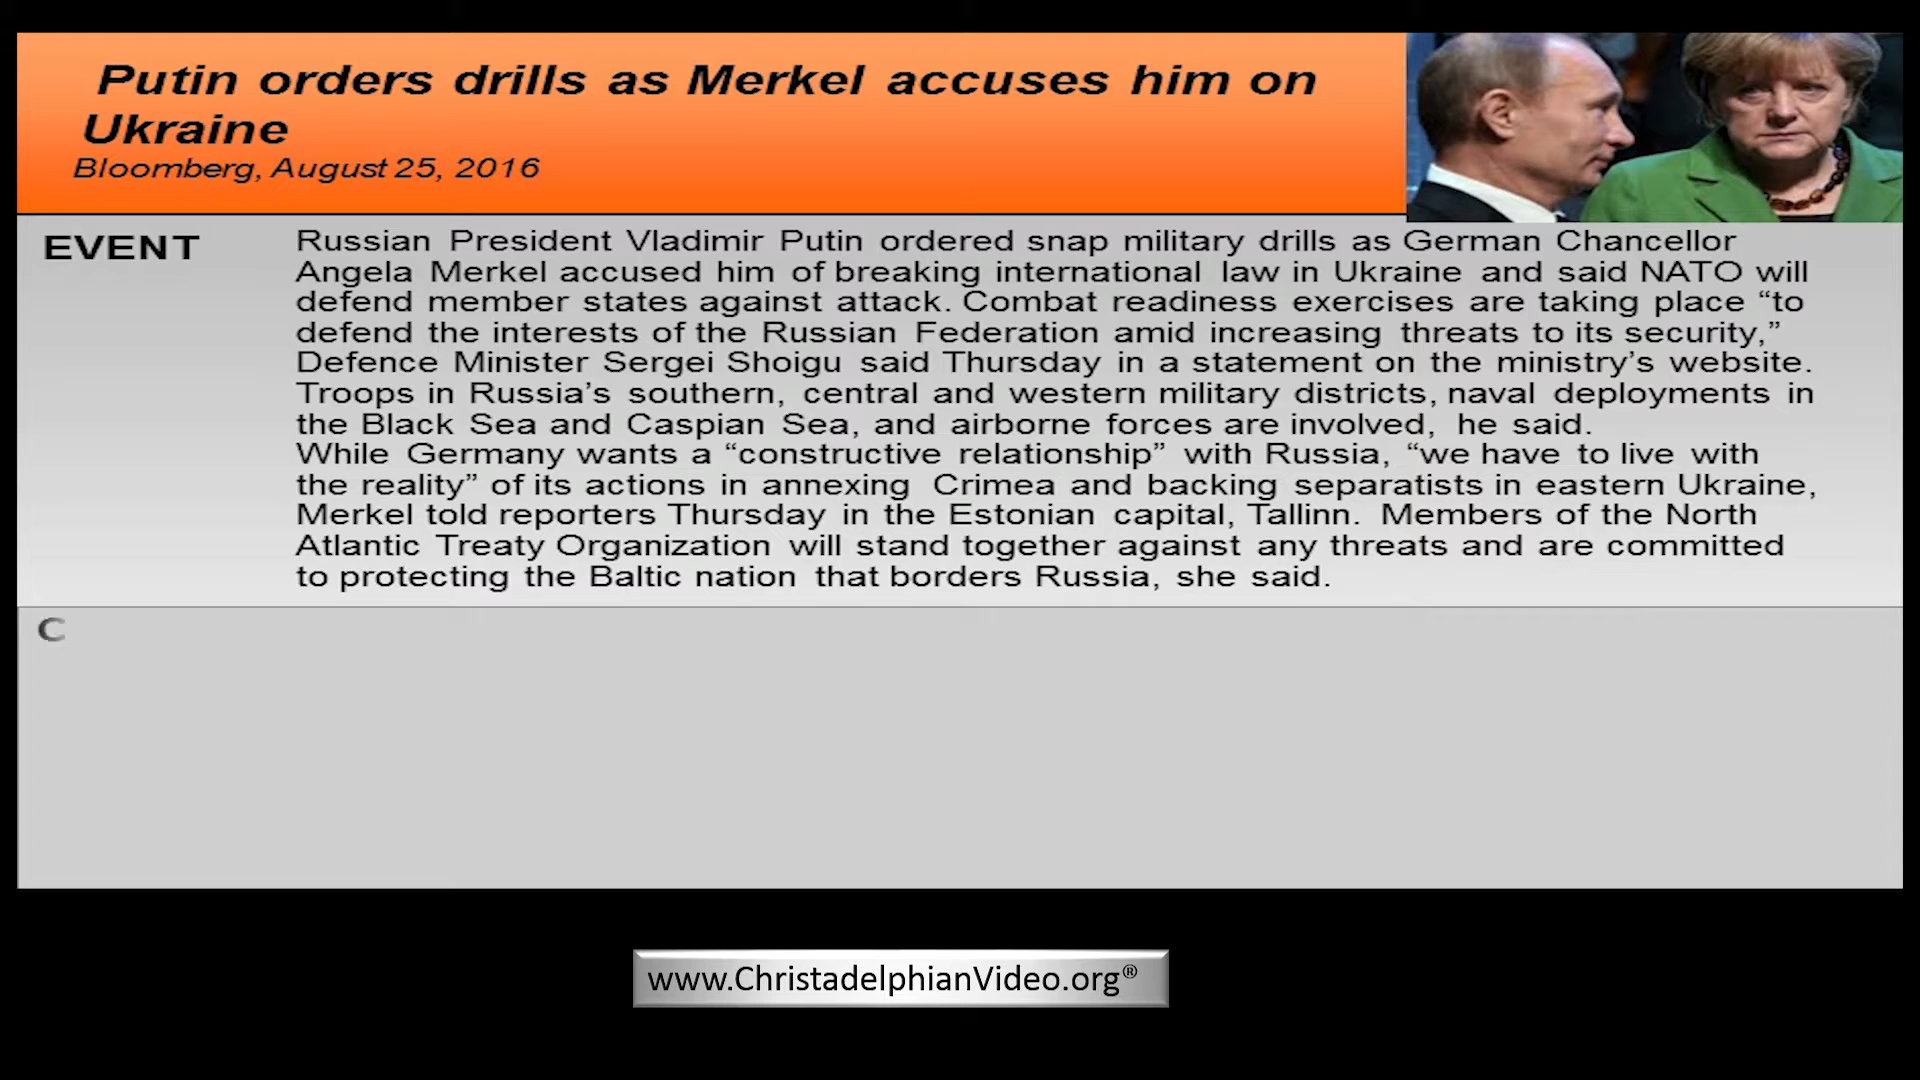 Putin orders drills as Merkel accuses him on
Ukraine
Bloomberg, August 25, 2016
EVENT
Russian President Vladimir Putin ordered snap military drills as German Chancellor
Angela Merkel accused him of breaking international law in Ukraine and said NATO will
defend member states against attack. Combat readiness exercises are taking place “to
defend the interests of the Russian Federation amid increasing threats to its security,”
Defence Minister Sergei Shoigu said Thursday in a statement on the ministry’s website.
Troops in Russia’s southern, central and western military districts, naval deployments in
the Black Sea and Caspian Sea, and airborne forces are involved, he said.
While Germany wants a “constructive relationship” with Russia, “we have to live with
the reality” of its actions in annexing Crimea and backing separatists in eastern Ukraine,
Merkel told reporters Thursday in the Estonian capital, Tallinn. Members of the North
Atlantic Treaty Organization will stand together against any threats and are committed
to protecting the Baltic nation that borders Russia, she said.
C
www.ChristadelphianVideo.org®